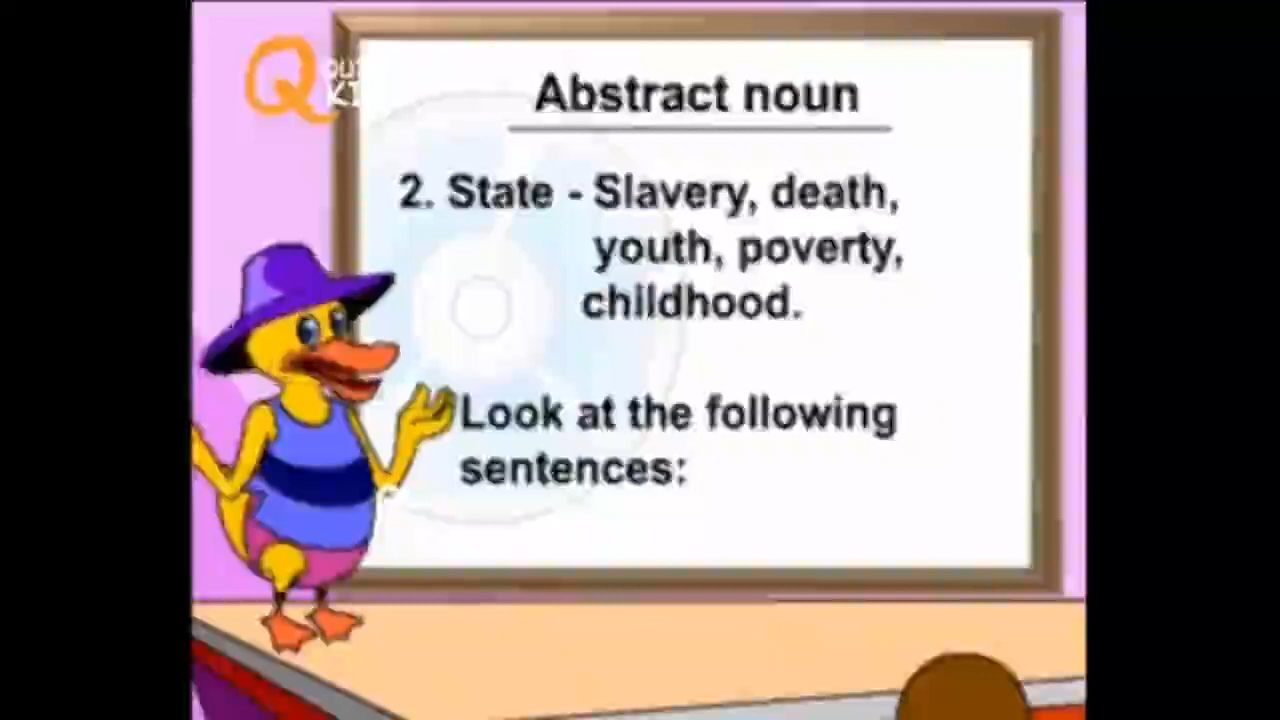 Abstract noun
2. State - Slavery, death,
youth, poverty,
childhood.
Look at the following
sentences: